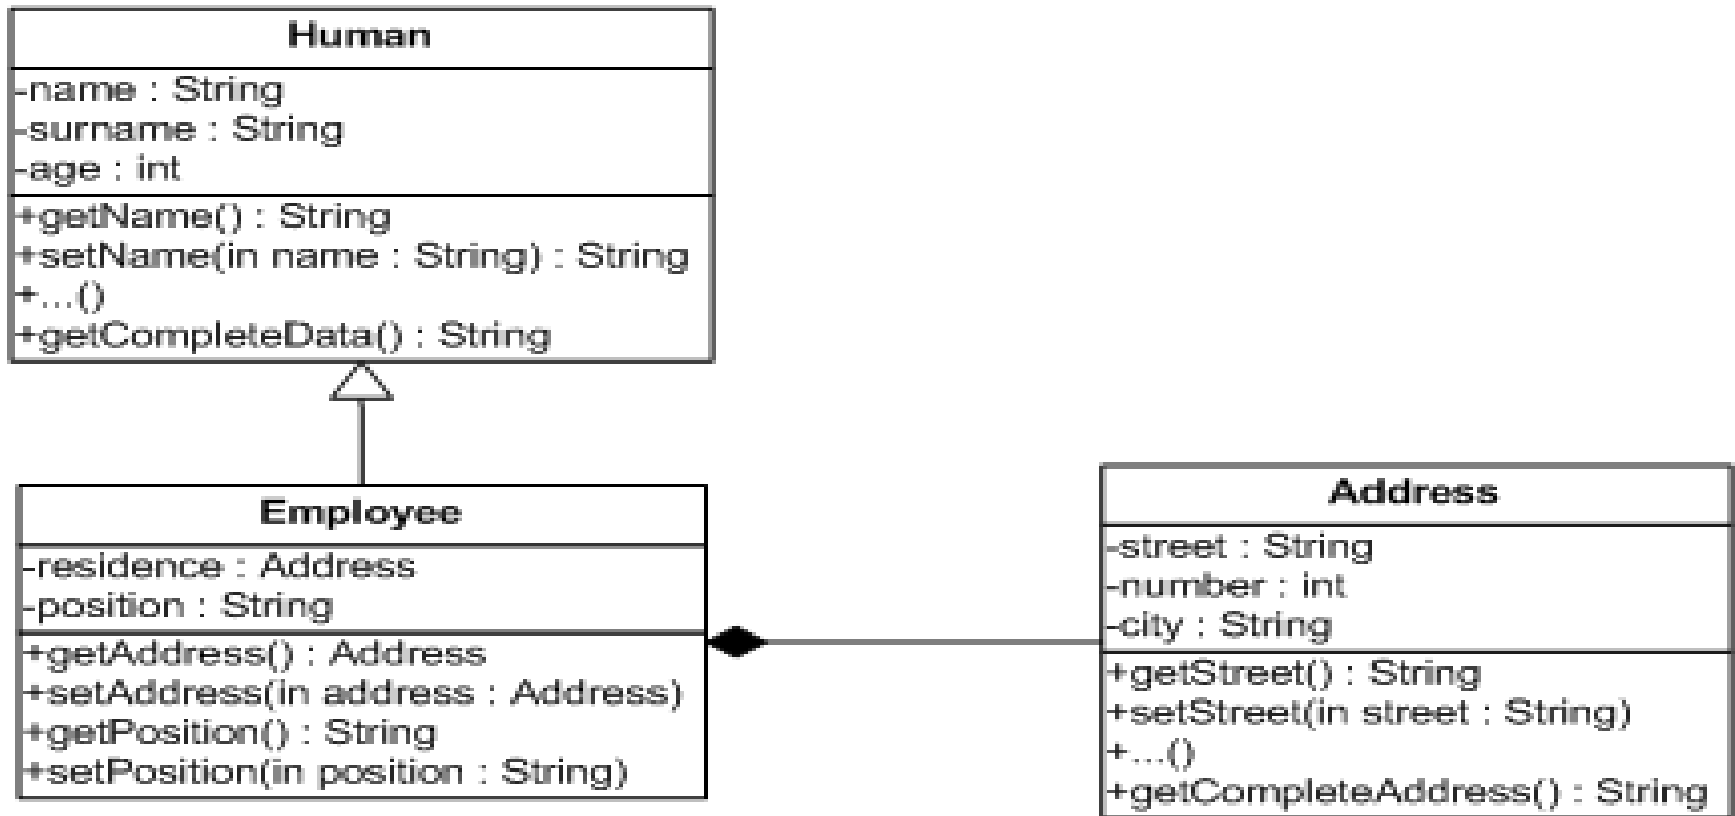 Human
-name : String
-surname : String
-age : int
+getName() : String
+setName(in name : String) : String
+...()
+getCompleteData() : String
Employee
-residence : Address
-position : String
+getAddress() : Address
+setAddress(in address : Address)
+getPosition() : String
+setPosition(in position : String)
Address
-street : String
-number : int
-city : String
+getStreet() : String
+setStreet(in street : String)
+...()
+getCompleteAddress() : String